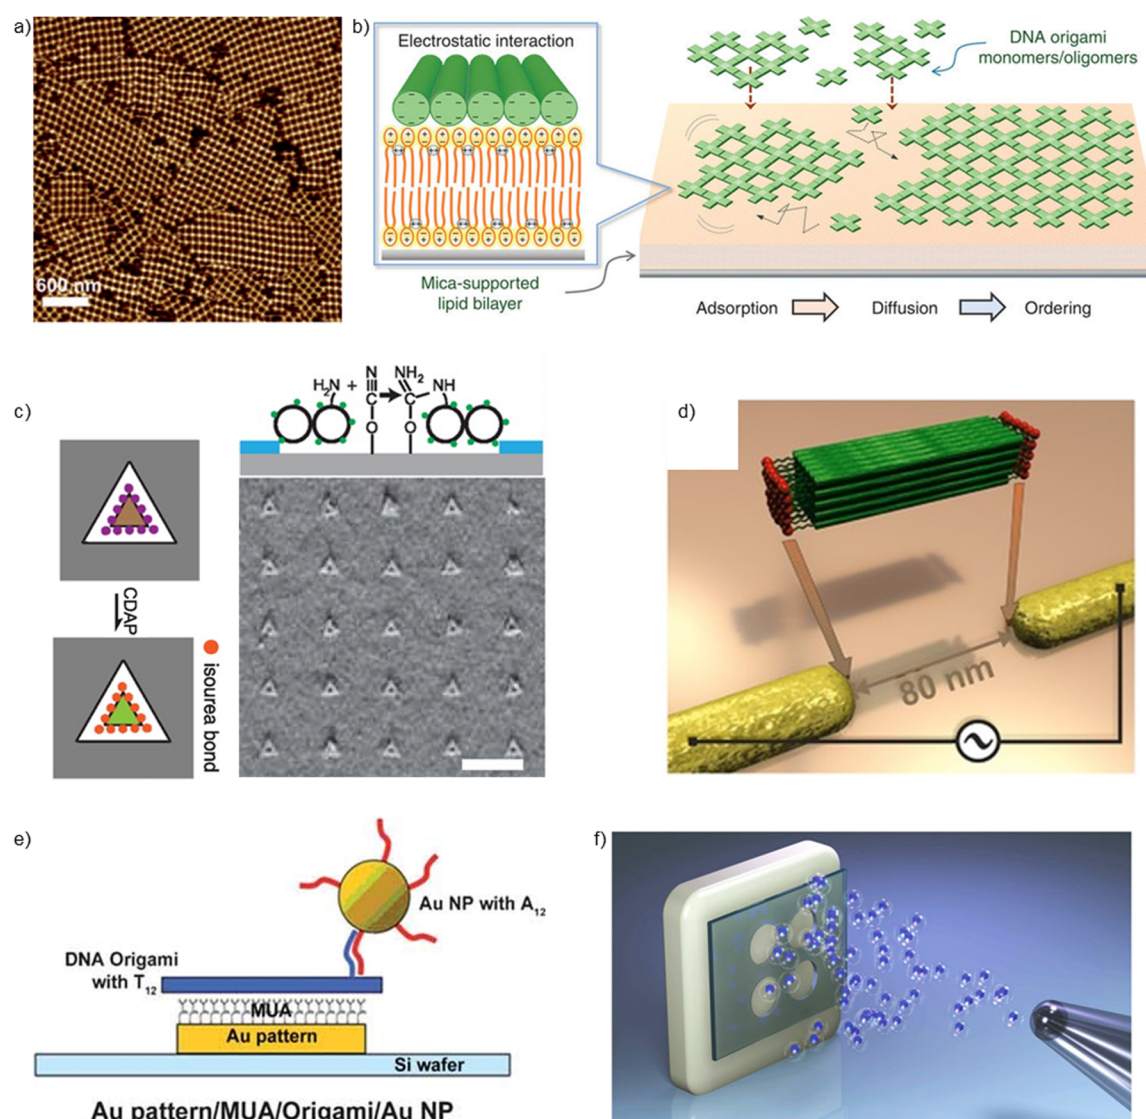 a)
600 nm
b)
Electrostatic interaction
DNA origami
monomers/oligomers
Mica-supported
lipid bilayer
Adsorption
Diffusion
Ordering
c)
H₂N +
N
C
O
NH₂
C
NH
O
CDAP
isourea bond
d)
80 nm
e)
Au NP with A₁₂
DNA Origami
with T₁₂
MUA
Au pattern
Si wafer
Au pattern/MUA/Origami/Au NP
f)